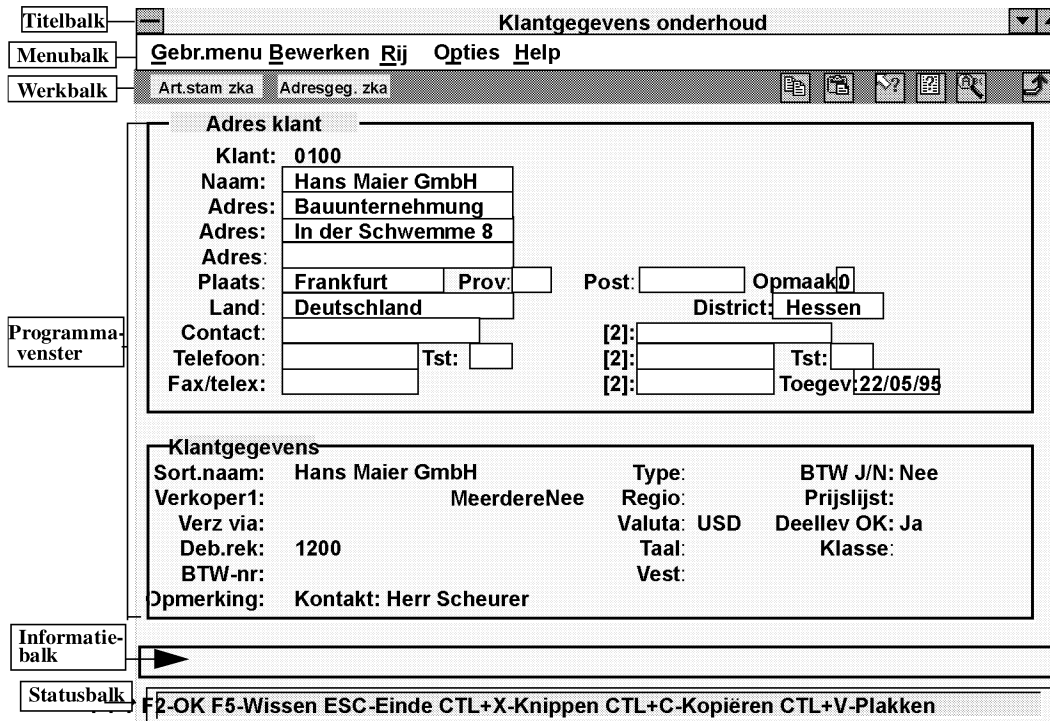 Titelbalk
Klantgegevens onderhoud
Menubalk
Gebr.menu Bewerken Rij Opties Help
Werkbalk
Art.stam zka Adresgeg. zka
Adres klant
Klant: 0100
Naam: Hans Maier GmbH
Adres: Bauunternehmung
Adres: In der Schwemme 8
Adres:
Plaats: Frankfurt Prov: Post: Opmaak: 0
Land: Deutschland District: Hessen
Programma-
venster
Contact: [2]:
Telefoon: Tst: [2]: Tst:
Fax/telex: [2]: Toegev: 22/05/95
Klantgegevens
Sort.naam: Hans Maier GmbH Type: BTW J/N: Nee
Verkoper1: MeerdereNee Regio: Prijslijst:
Verz via: Valuta: USD Deellev OK: Ja
Deb.rek: 1200 Taal: Klasse:
BTW-nr: Vest:
Opmerking: Kontakt: Herr Scheurer
Informatie-
balk
Statusbalk
F2-OK F5-Wissen ESC-Einde CTL+X-Knippen CTL+C-Kopiëren CTL+V-Plakken